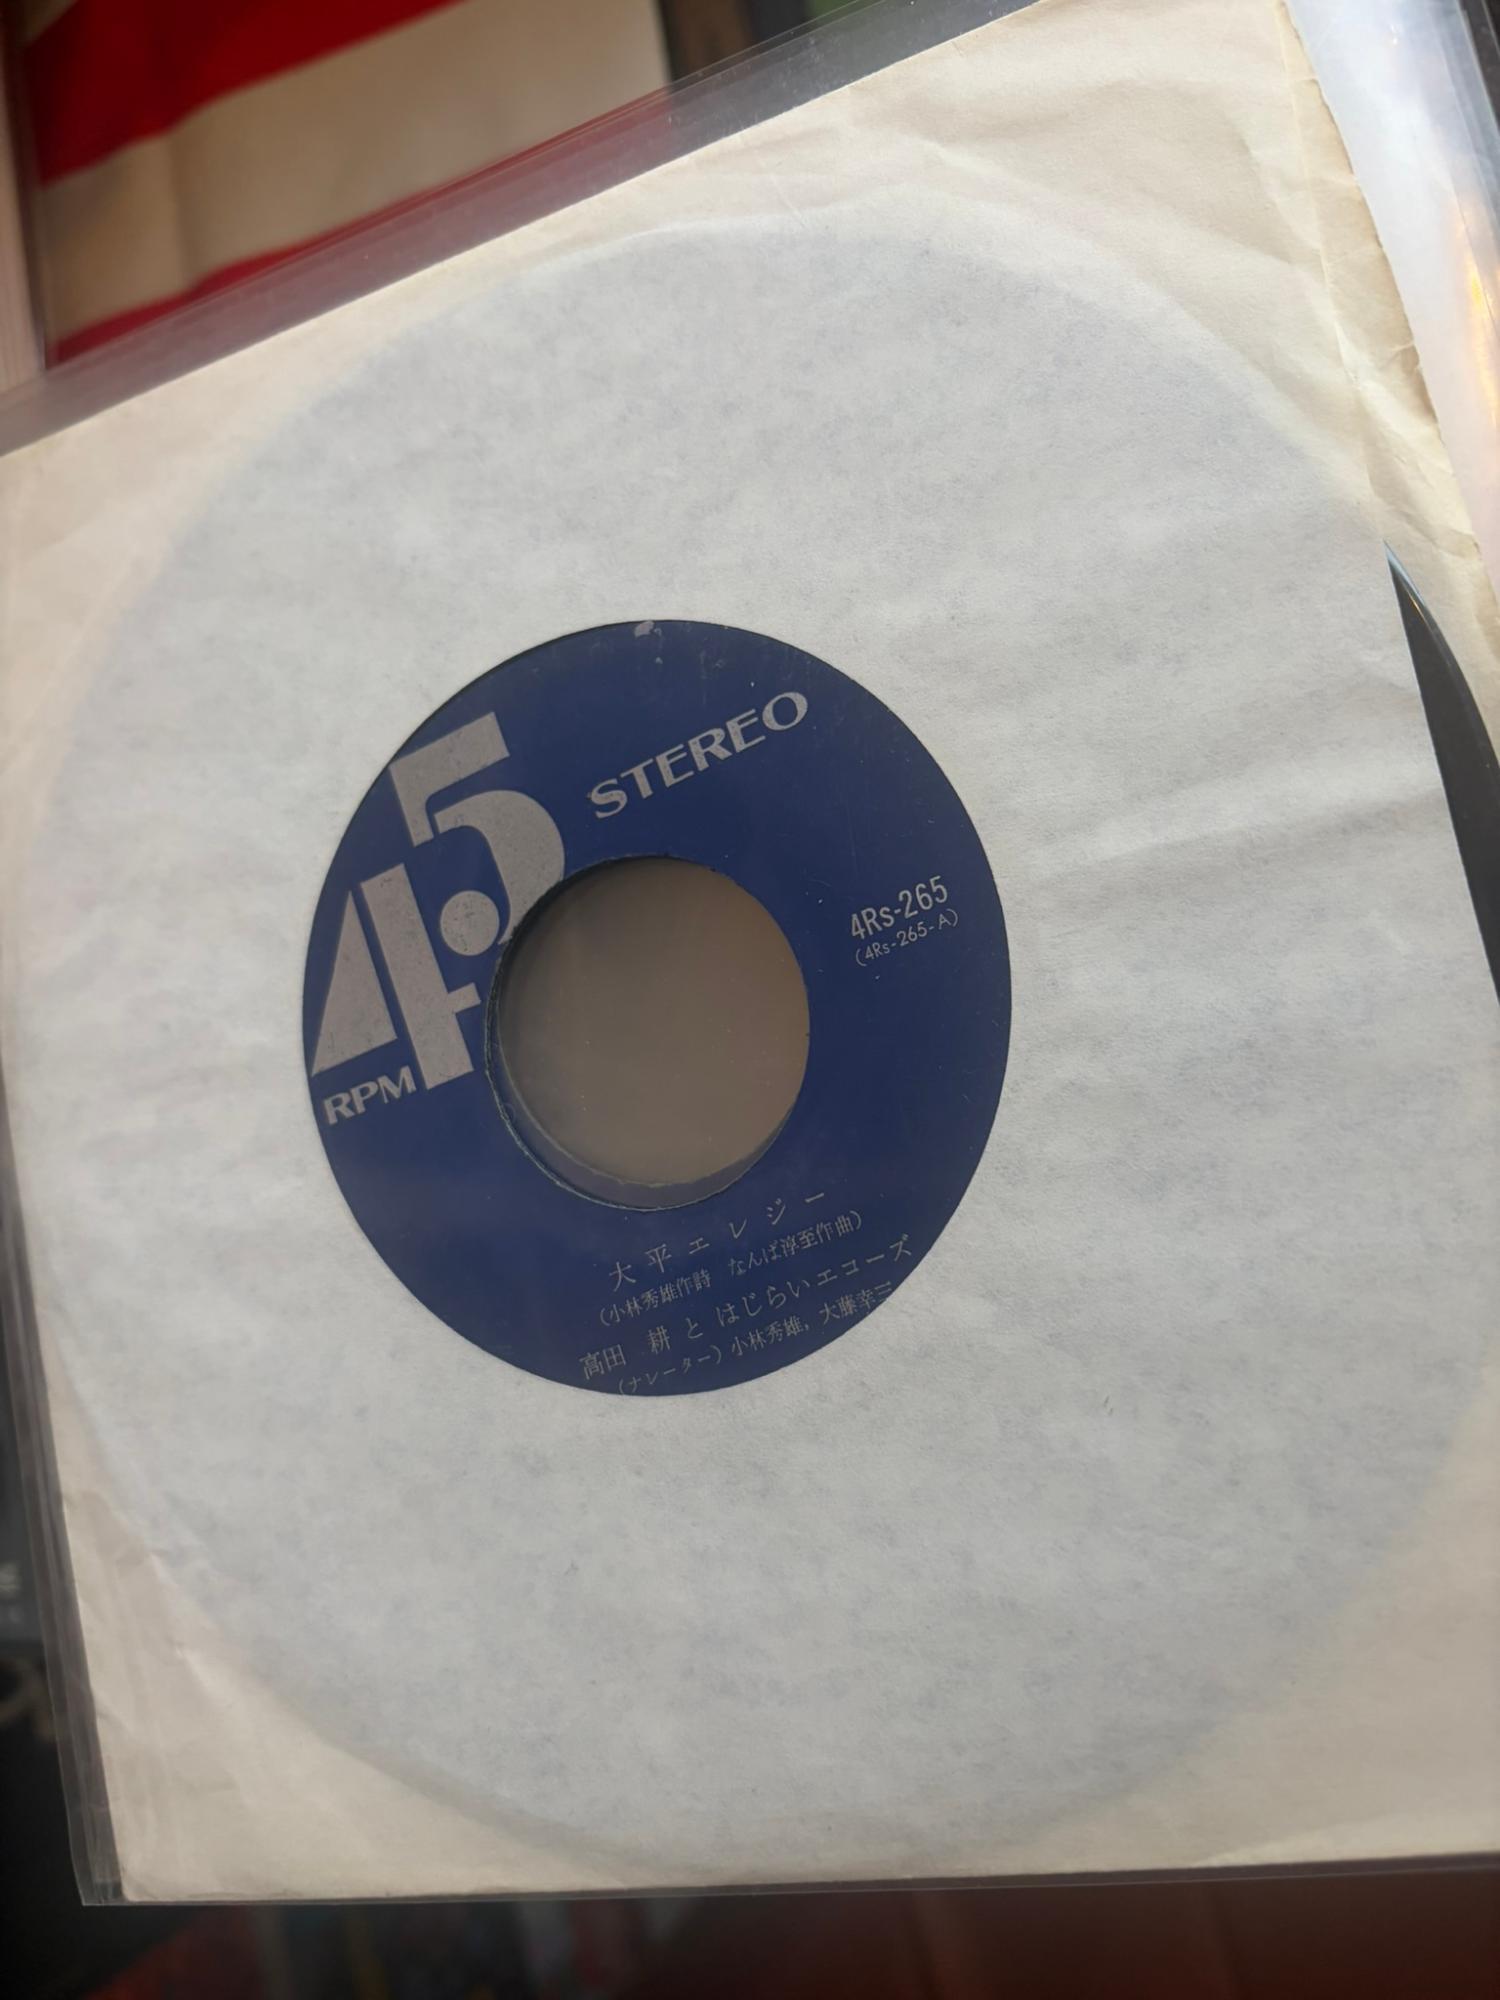 45
STEREO
RPM
4Rs-265
(4Rs-265-A)
大平エレジー
(小林秀雄作詩 なんば淳至作曲)
高田 耕とはじらいエコーズ
(ナレーター) 小林秀雄, 大藤幸三